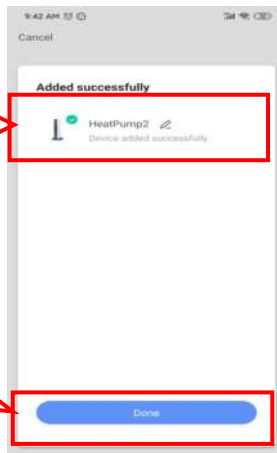 9:42 AM
Cancel
Added successfully
HeatPump2
Device added successfully
Done